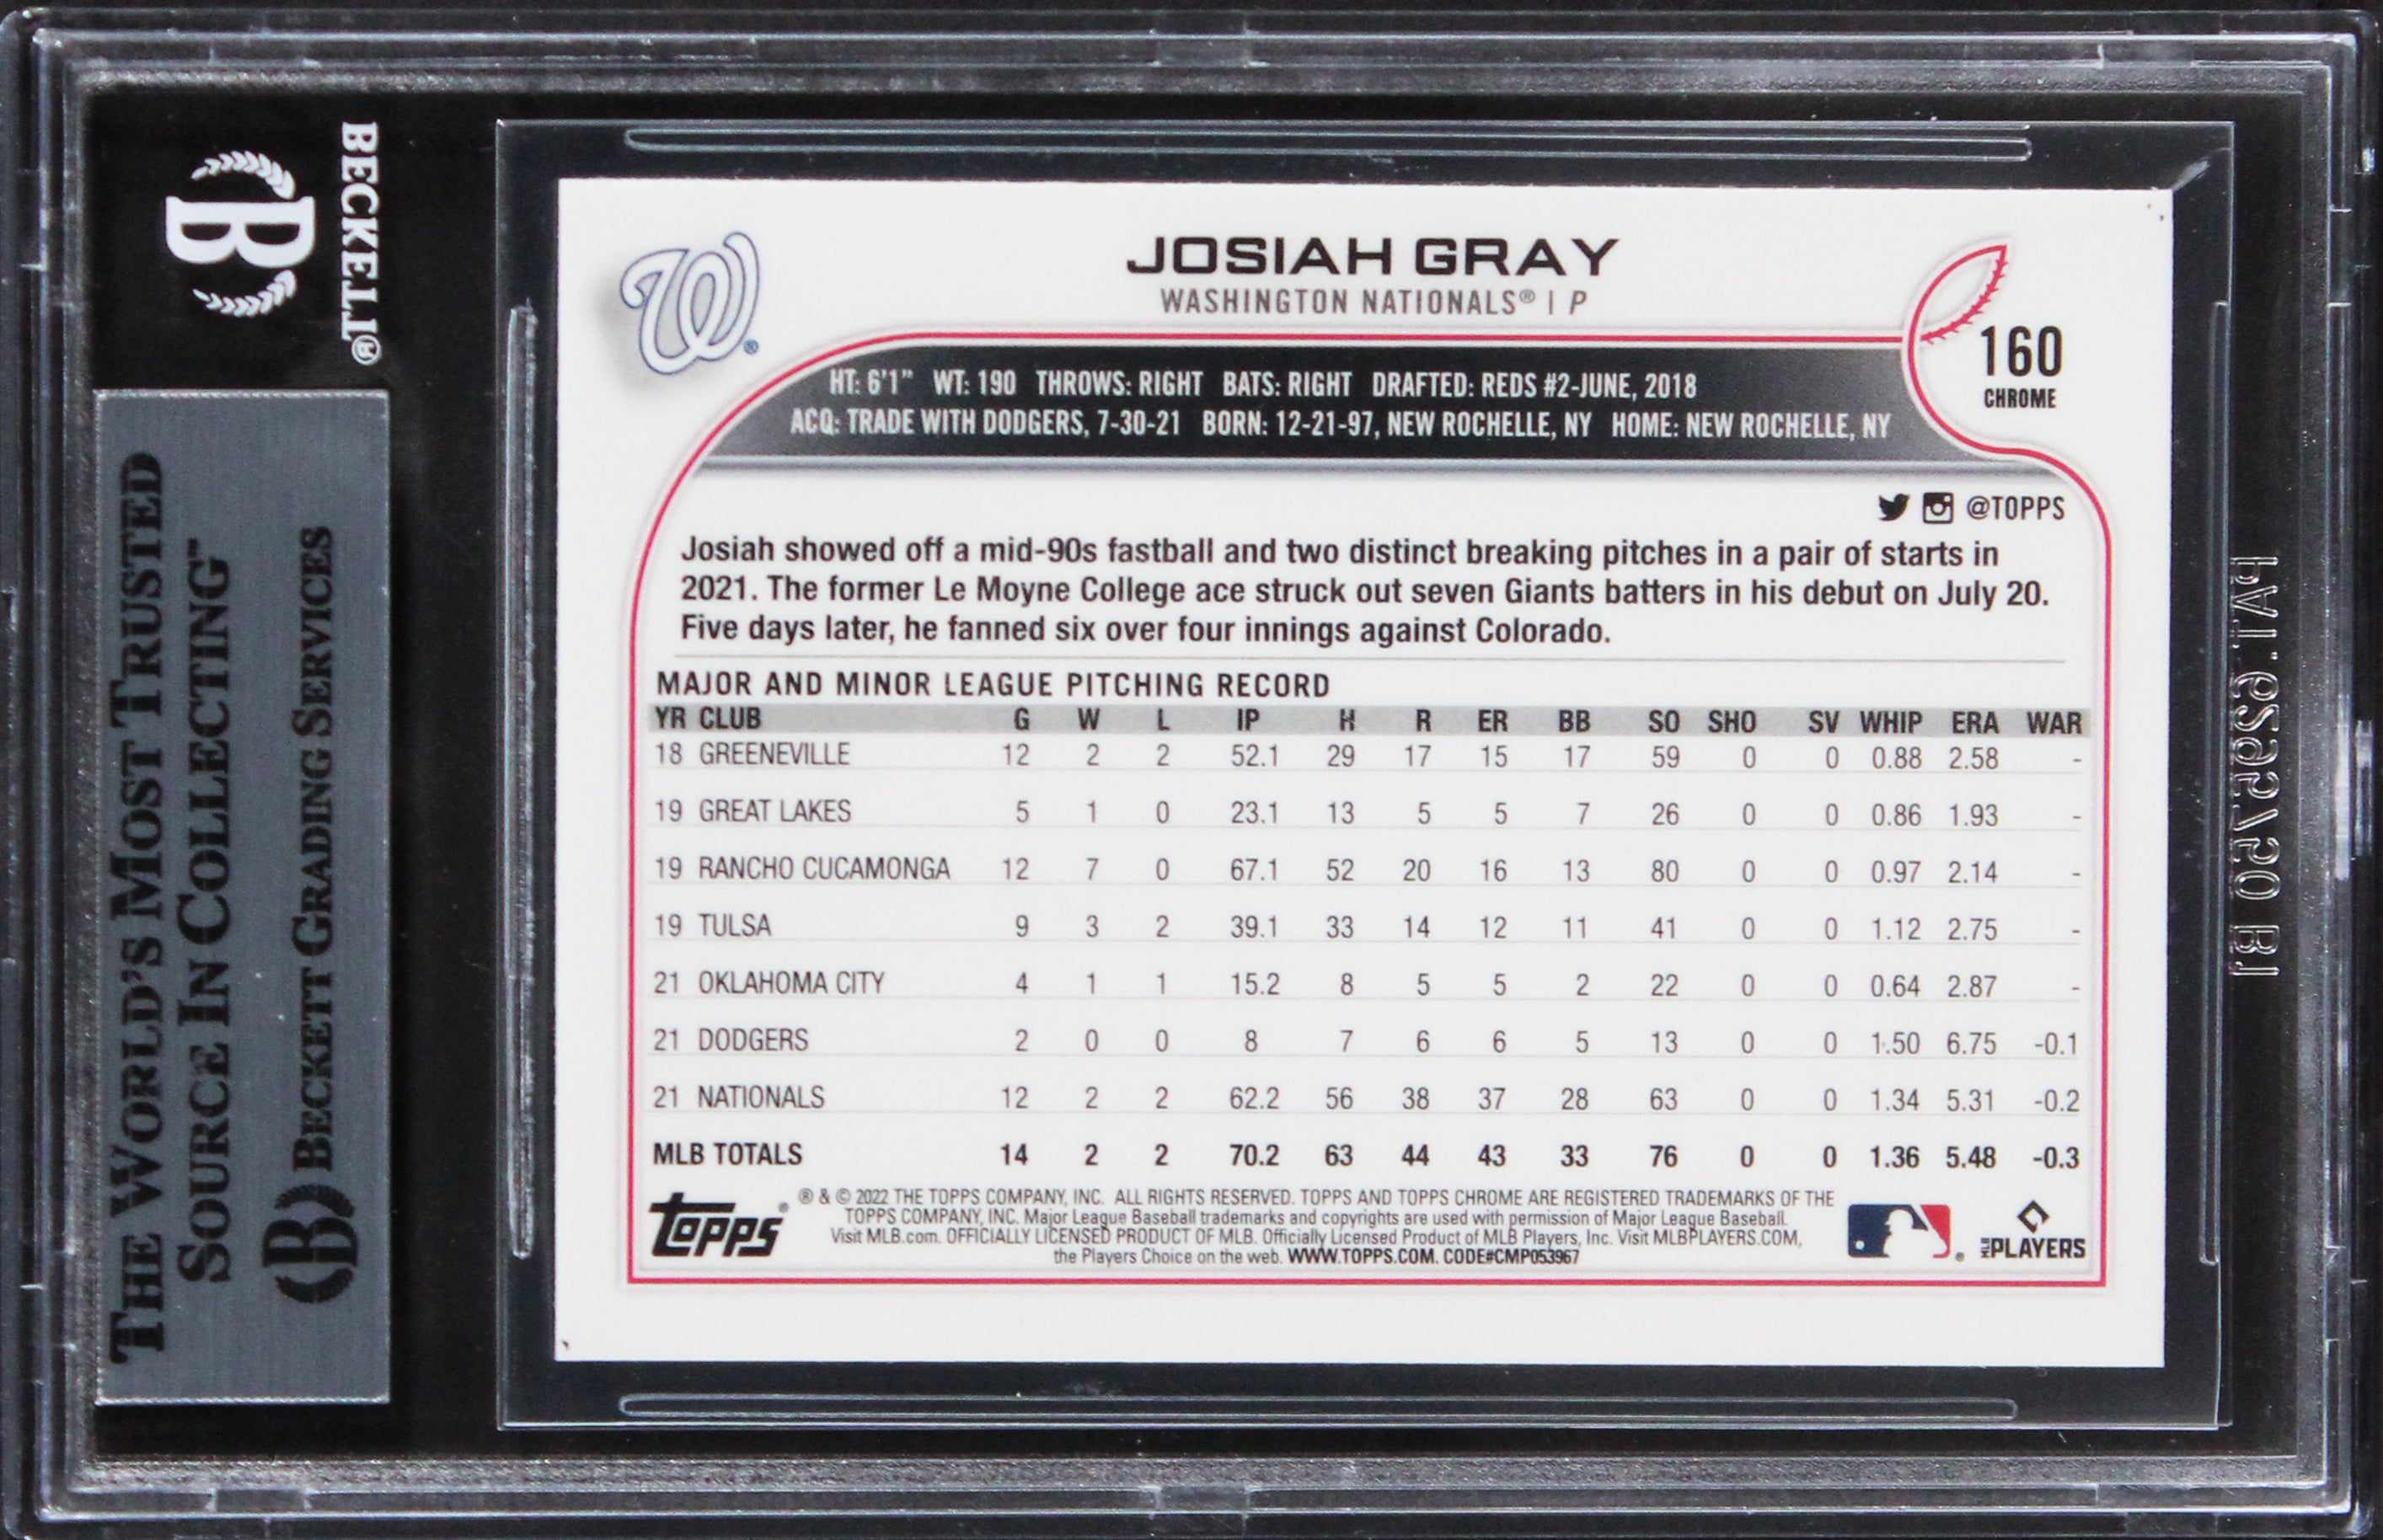 BECKETT®
B
THE WORLD'S MOST TRUSTED
SOURCE IN COLLECTING™
B BECKETT GRADING SERVICES
W®
JOSIAH GRAY
WASHINGTON NATIONALS® | P
160
CHROME
HT: 6'1" WT: 190 THROWS: RIGHT BATS: RIGHT DRAFTED: REDS #2-JUNE, 2018
ACQ: TRADE WITH DODGERS, 7-30-21 BORN: 12-21-97, NEW ROCHELLE, NY HOME: NEW ROCHELLE, NY
@TOPPS
Josiah showed off a mid-90s fastball and two distinct breaking pitches in a pair of starts in
2021. The former Le Moyne College ace struck out seven Giants batters in his debut on July 20.
Five days later, he fanned six over four innings against Colorado.
MAJOR AND MINOR LEAGUE PITCHING RECORD
YR CLUB G W L IP H R ER BB SO SHO SV WHIP ERA WAR
18 GREENEVILLE 12 2 2 52.1 29 17 15 17 59 0 0 0.88 2.58 -
19 GREAT LAKES 5 1 0 23.1 13 5 5 7 26 0 0 0.86 1.93 -
19 RANCHO CUCAMONGA 12 7 0 67.1 52 20 16 13 80 0 0 0.97 2.14 -
19 TULSA 9 3 2 39.1 33 14 12 11 41 0 0 1.12 2.75 -
21 OKLAHOMA CITY 4 1 1 15.2 8 5 5 2 22 0 0 0.64 2.87 -
21 DODGERS 2 0 0 8 7 6 6 5 13 0 0 1.50 6.75 -0.1
21 NATIONALS 12 2 2 62.2 56 38 37 28 63 0 0 1.34 5.31 -0.2
MLB TOTALS 14 2 2 70.2 63 44 43 33 76 0 0 1.36 5.48 -0.3
topps®
® & © 2022 THE TOPPS COMPANY, INC. ALL RIGHTS RESERVED. TOPPS AND TOPPS CHROME ARE REGISTERED TRADEMARKS OF THE
TOPPS COMPANY, INC. Major League Baseball trademarks and copyrights are used with permission of Major League Baseball.
Visit MLB.com. OFFICIALLY LICENSED PRODUCT OF MLB. Officially Licensed Product of MLB Players, Inc. Visit MLBPLAYERS.COM,
the Players Choice on the web. WWW.TOPPS.COM. CODE#CMP053967
MLB PLAYERS